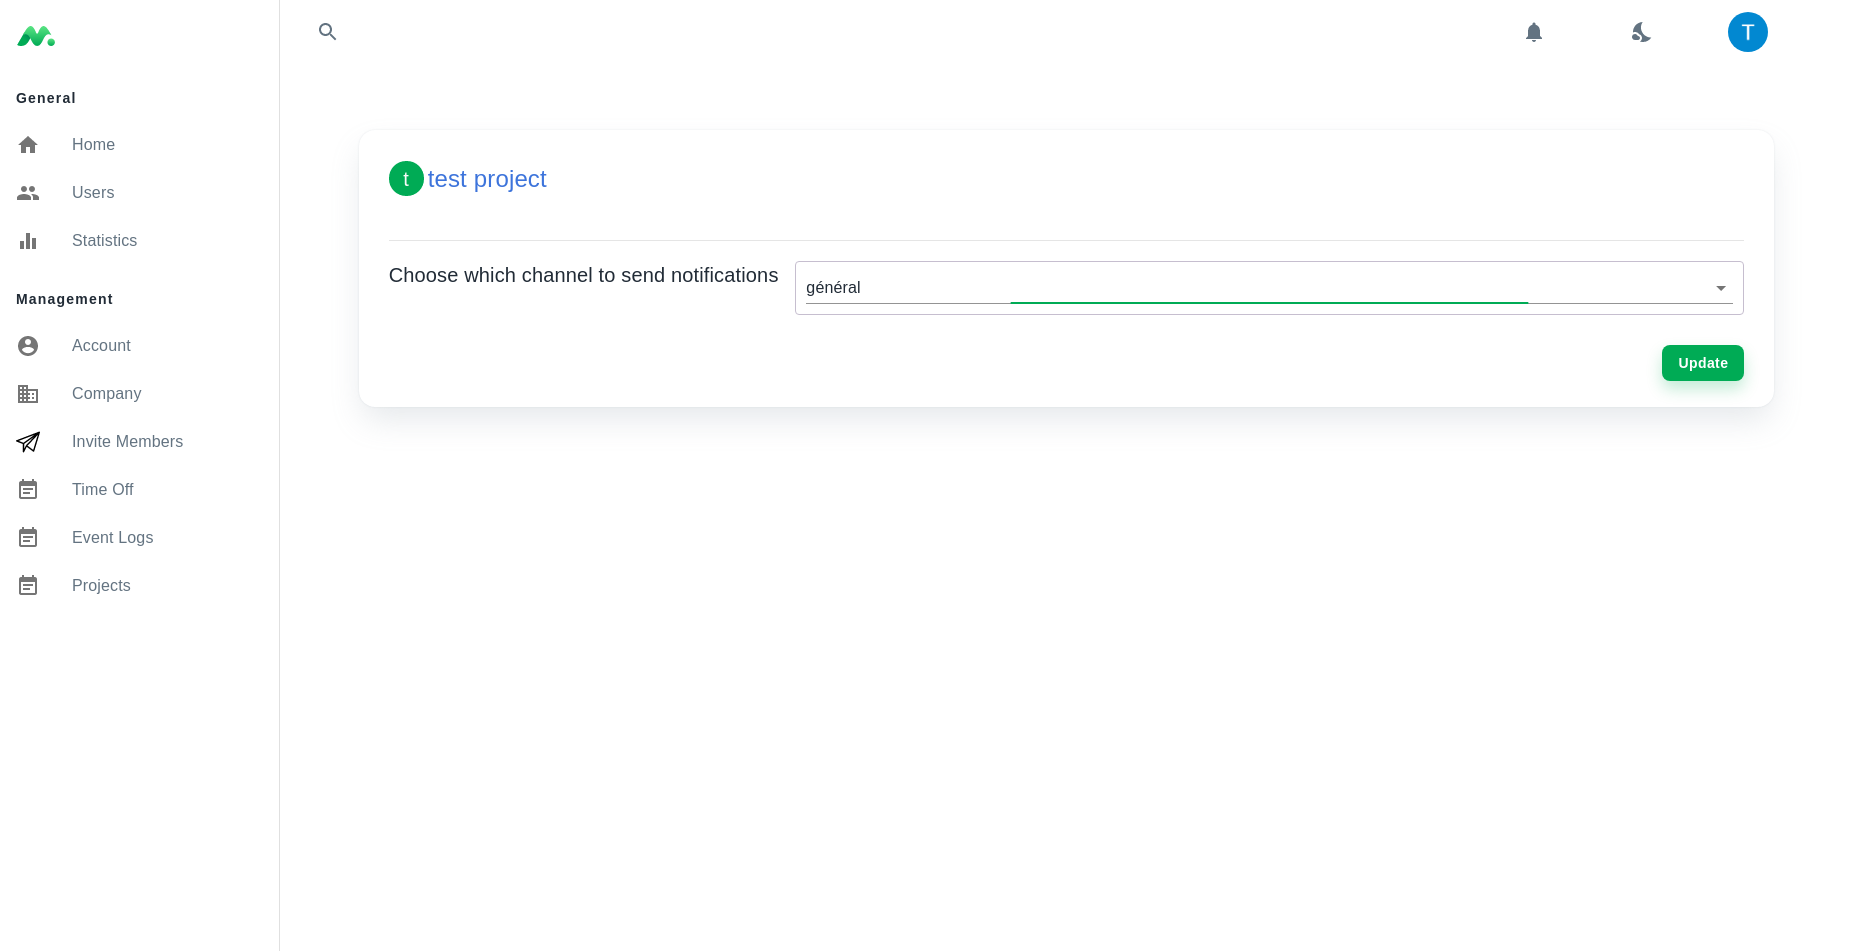 General
Home
Users
Statistics
Management
Account
Company
Invite Members
Time Off
Event Logs
Projects
T
t test project
Choose which channel to send notifications
général
Update